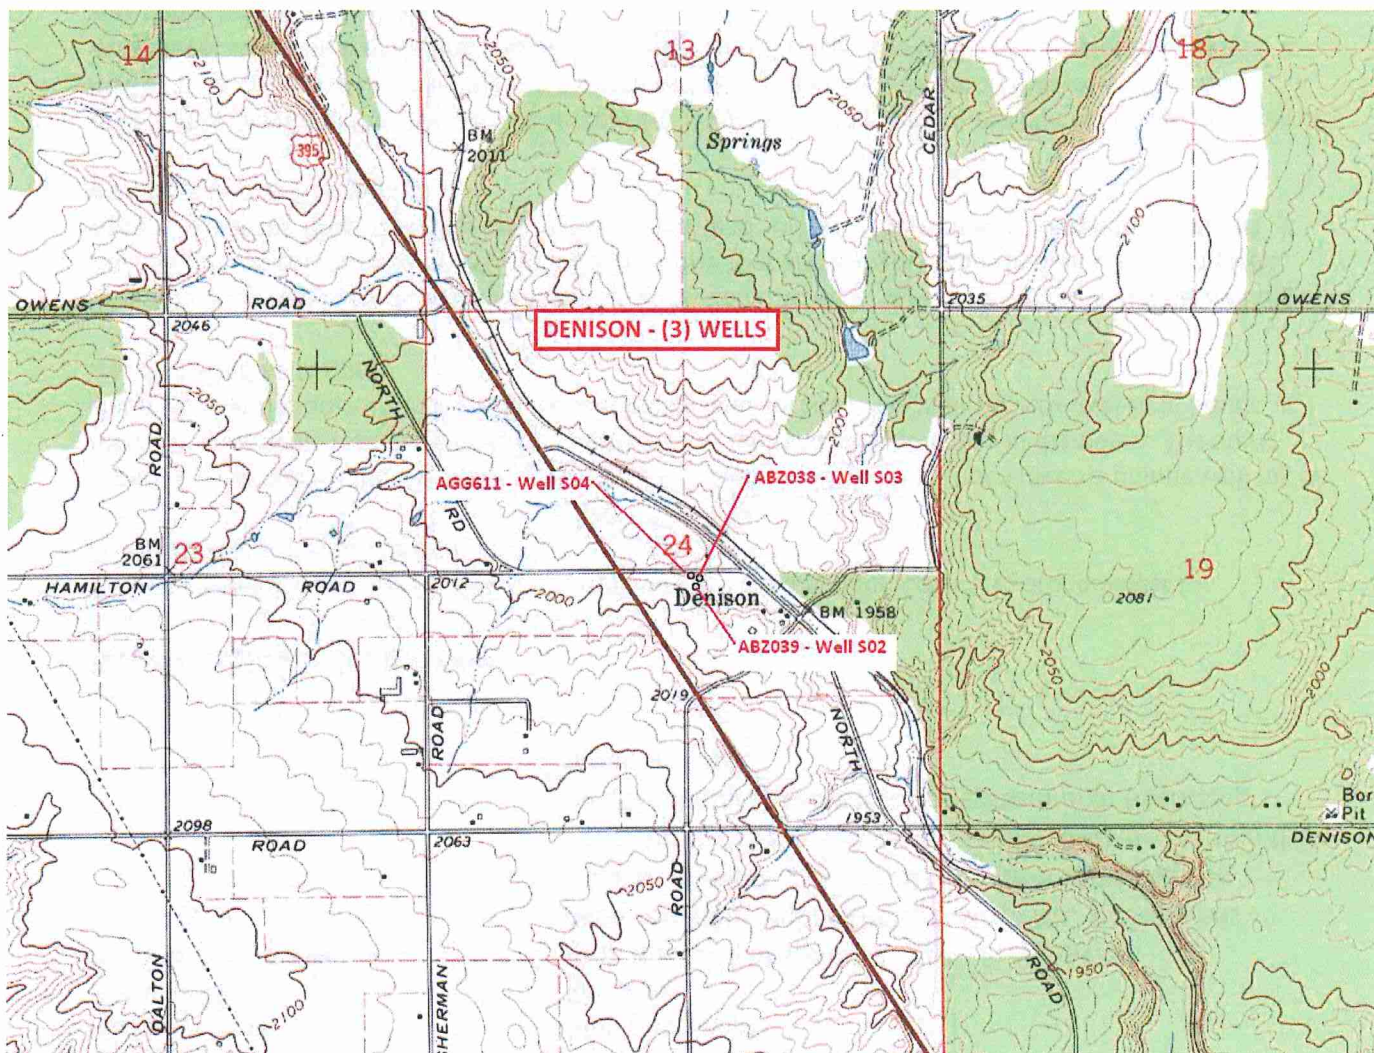 14
2100
2050
13
18
CEDAR
BM
2011
395
Springs
2050
2100
OWENS
ROAD
2046
2035
OWENS
DENISON - (3) WELLS
NORTH
RD
2050
ROAD
2000
AGG611 - Well S04
ABZ038 - Well S03
BM
2061
23
24
19
HAMILTON
ROAD
2012
2000
Denison
BM 1958
2081
ABZ039 - Well S02
2050
2000
2019
ROAD
NORTH
Bor
Pit
2098
ROAD
2063
1953
DENISON
2050
ROAD
DALTON
2100
SHERMAN
ROAD
1950